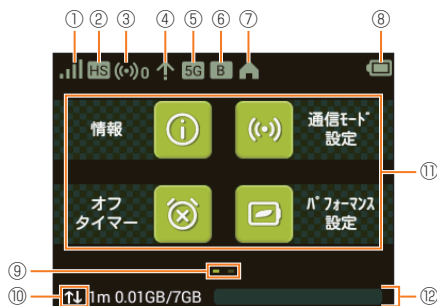 ① ② ③ ④ ⑤ ⑥ ⑦ ⑧
HS 0 5G B
情報
通信モード
設定
⑪
オフ
タイマー
パフォーマンス
設定
⑨
⑩ 1m 0.01GB/7GB ⑫